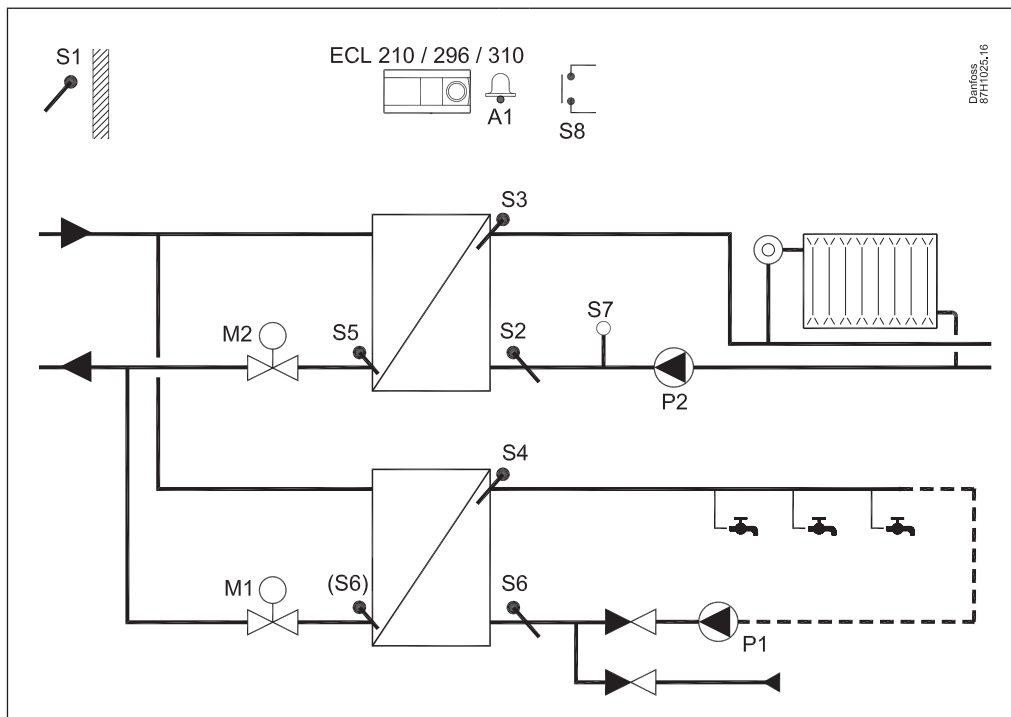 S1
ECL 210 / 296 / 310
A1
S8
Danfoss
87H1025.16
S3
M2
S5
S2
S7
P2
S4
M1
(S6)
S6
P1